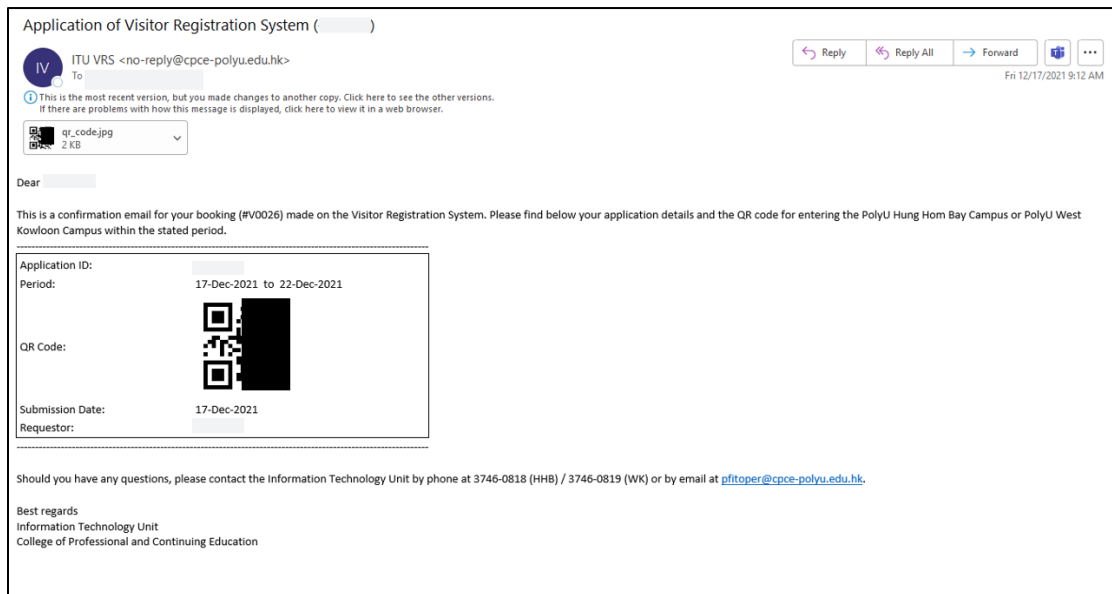 Application of Visitor Registration System ( )
IV
ITU VRS <no-reply@cpce-polyu.edu.hk>
To
Reply
Reply All
Forward
Fri 12/17/2021 9:12 AM
This is the most recent version, but you made changes to another copy. Click here to see the other versions.
If there are problems with how this message is displayed, click here to view it in a web browser.
qr_code.jpg
2 KB
Dear
This is a confirmation email for your booking (#V0026) made on the Visitor Registration System. Please find below your application details and the QR code for entering the PolyU Hung Hom Bay Campus or PolyU West
Kowloon Campus within the stated period.
Application ID:
Period: 17-Dec-2021 to 22-Dec-2021
QR Code:
Submission Date: 17-Dec-2021
Requestor:
Should you have any questions, please contact the Information Technology Unit by phone at 3746-0818 (HHB) / 3746-0819 (WK) or by email at pfitoper@cpce-polyu.edu.hk.
Best regards
Information Technology Unit
College of Professional and Continuing Education